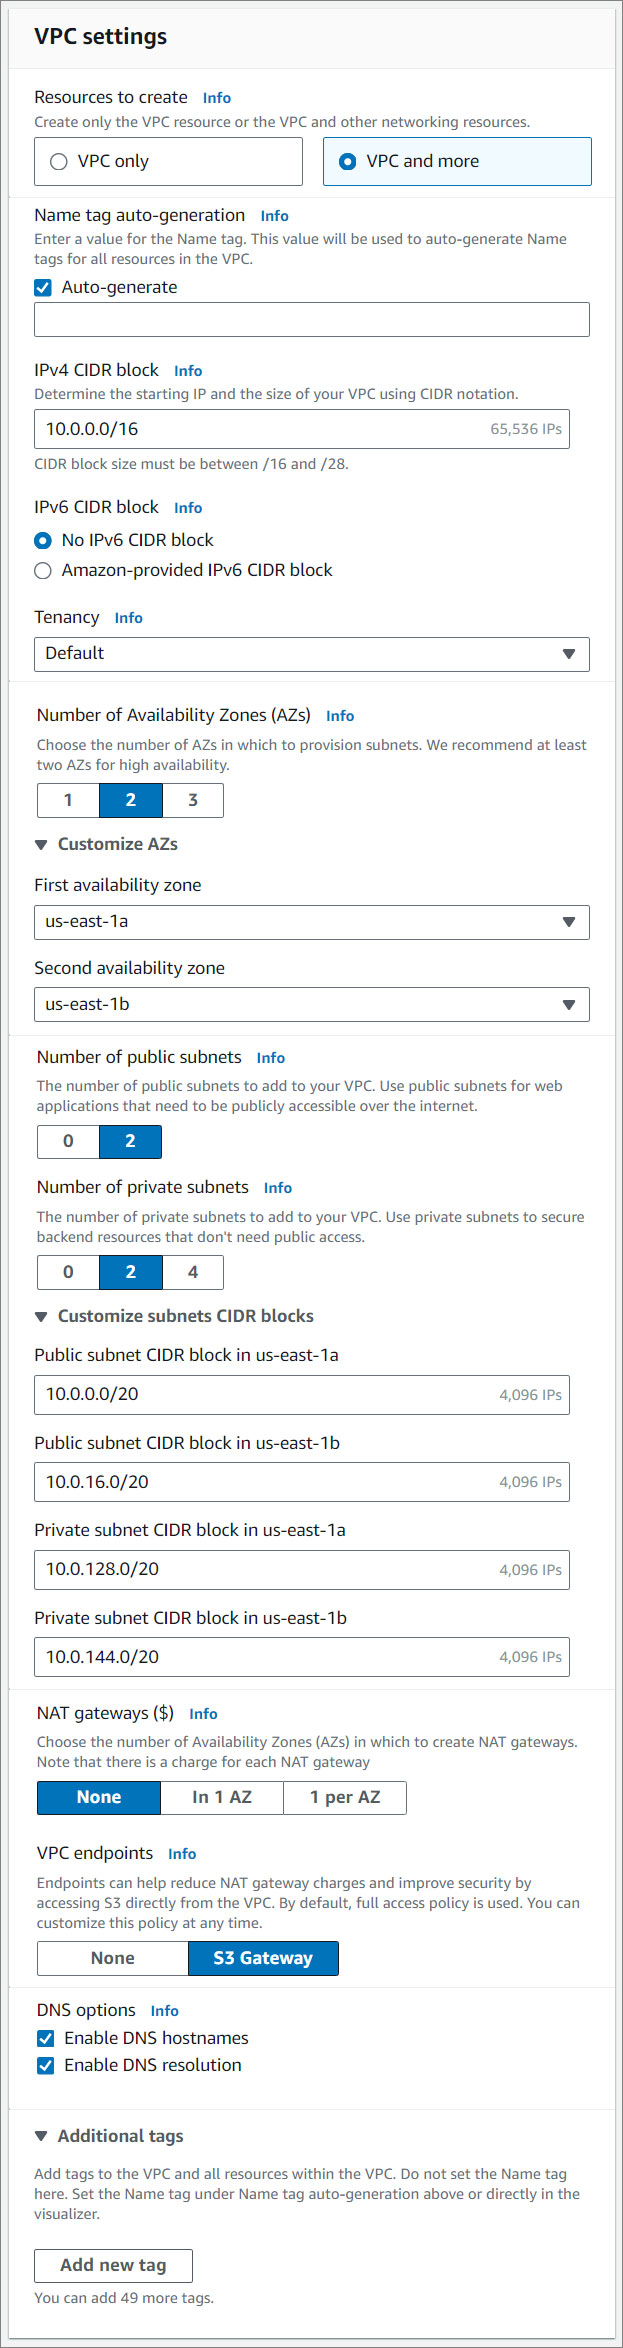 VPC settings
Resources to create Info
Create only the VPC resource or the VPC and other networking resources.
VPC only
VPC and more
Name tag auto-generation Info
Enter a value for the Name tag. This value will be used to auto-generate Name
tags for all resources in the VPC.
Auto-generate
IPv4 CIDR block Info
Determine the starting IP and the size of your VPC using CIDR notation.
10.0.0.0/16 65,536 IPs
CIDR block size must be between /16 and /28.
IPv6 CIDR block Info
No IPv6 CIDR block
Amazon-provided IPv6 CIDR block
Tenancy Info
Default
Number of Availability Zones (AZs) Info
Choose the number of AZs in which to provision subnets. We recommend at least
two AZs for high availability.
1 2 3
Customize AZs
First availability zone
us-east-1a
Second availability zone
us-east-1b
Number of public subnets Info
The number of public subnets to add to your VPC. Use public subnets for web
applications that need to be publicly accessible over the internet.
0 2
Number of private subnets Info
The number of private subnets to add to your VPC. Use private subnets to secure
backend resources that don't need public access.
0 2 4
Customize subnets CIDR blocks
Public subnet CIDR block in us-east-1a
10.0.0.0/20 4,096 IPs
Public subnet CIDR block in us-east-1b
10.0.16.0/20 4,096 IPs
Private subnet CIDR block in us-east-1a
10.0.128.0/20 4,096 IPs
Private subnet CIDR block in us-east-1b
10.0.144.0/20 4,096 IPs
NAT gateways ($) Info
Choose the number of Availability Zones (AZs) in which to create NAT gateways.
Note that there is a charge for each NAT gateway
None In 1 AZ 1 per AZ
VPC endpoints Info
Endpoints can help reduce NAT gateway charges and improve security by
accessing S3 directly from the VPC. By default, full access policy is used. You can
customize this policy at any time.
None S3 Gateway
DNS options Info
Enable DNS hostnames
Enable DNS resolution
Additional tags
Add tags to the VPC and all resources within the VPC. Do not set the Name tag
here. Set the Name tag under Name tag auto-generation above or directly in the
visualizer.
Add new tag
You can add 49 more tags.